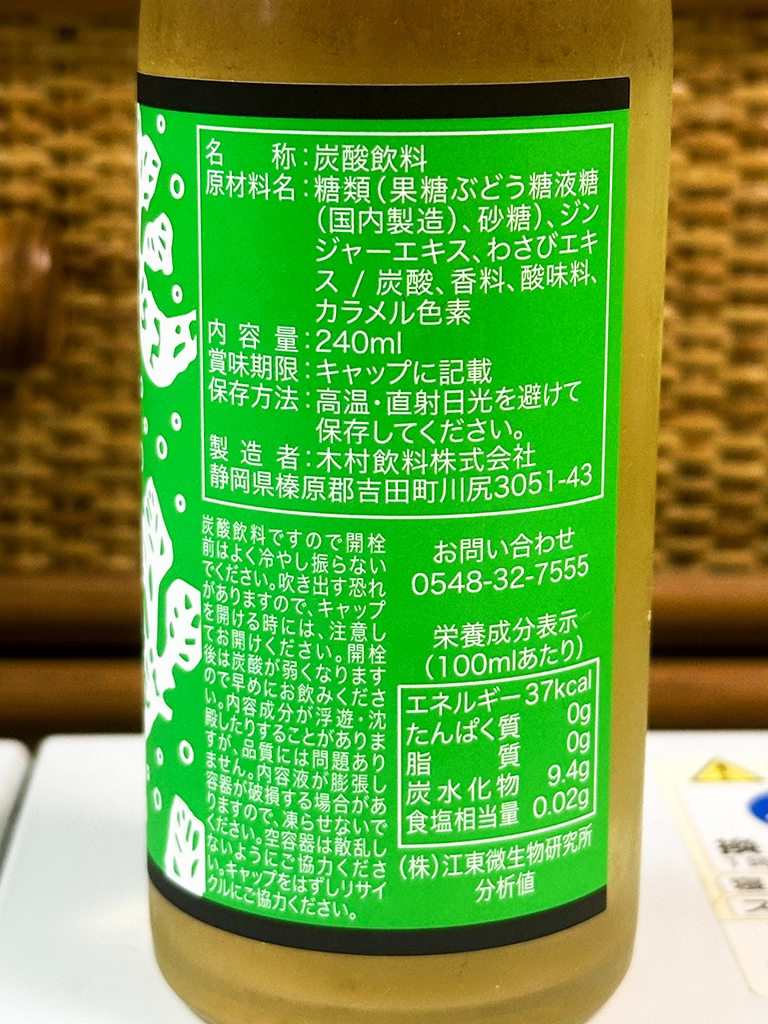 名 称：炭酸飲料
原材料名：糖類（果糖ぶどう糖液糖
（国内製造）、砂糖）、ジン
ジャーエキス、わさびエキ
ス / 炭酸、香料、酸味料、
カラメル色素
内容量：240ml
賞味期限：キャップに記載
保存方法：高温・直射日光を避けて
保存してください。
製造者：木村飲料株式会社
静岡県榛原郡吉田町川尻3051-43
炭酸飲料ですので開栓
前はよく冷やし振らない
でください。吹き出す恐れ
がありますので、キャップ
を開ける時には、注意し
てお開けください。開栓
後は炭酸が弱くなります
ので早めにお飲みくださ
い。内容成分が浮遊・沈
殿したりすることがありま
すが、品質には問題あり
ません。内容液が膨張し
容器が破損する場合があ
りますので、凍らせないで
ください。空容器は散乱し
ないようにご協力くださ
い。キャップをはずしリサイ
クルにご協力ください。
お問い合わせ
0548-32-7555
栄養成分表示
（100mlあたり）
エネルギー 37kcal
たんぱく質 0g
脂質 0g
炭水化物 9.4g
食塩相当量 0.02g
（株）江東微生物研究所
分析値